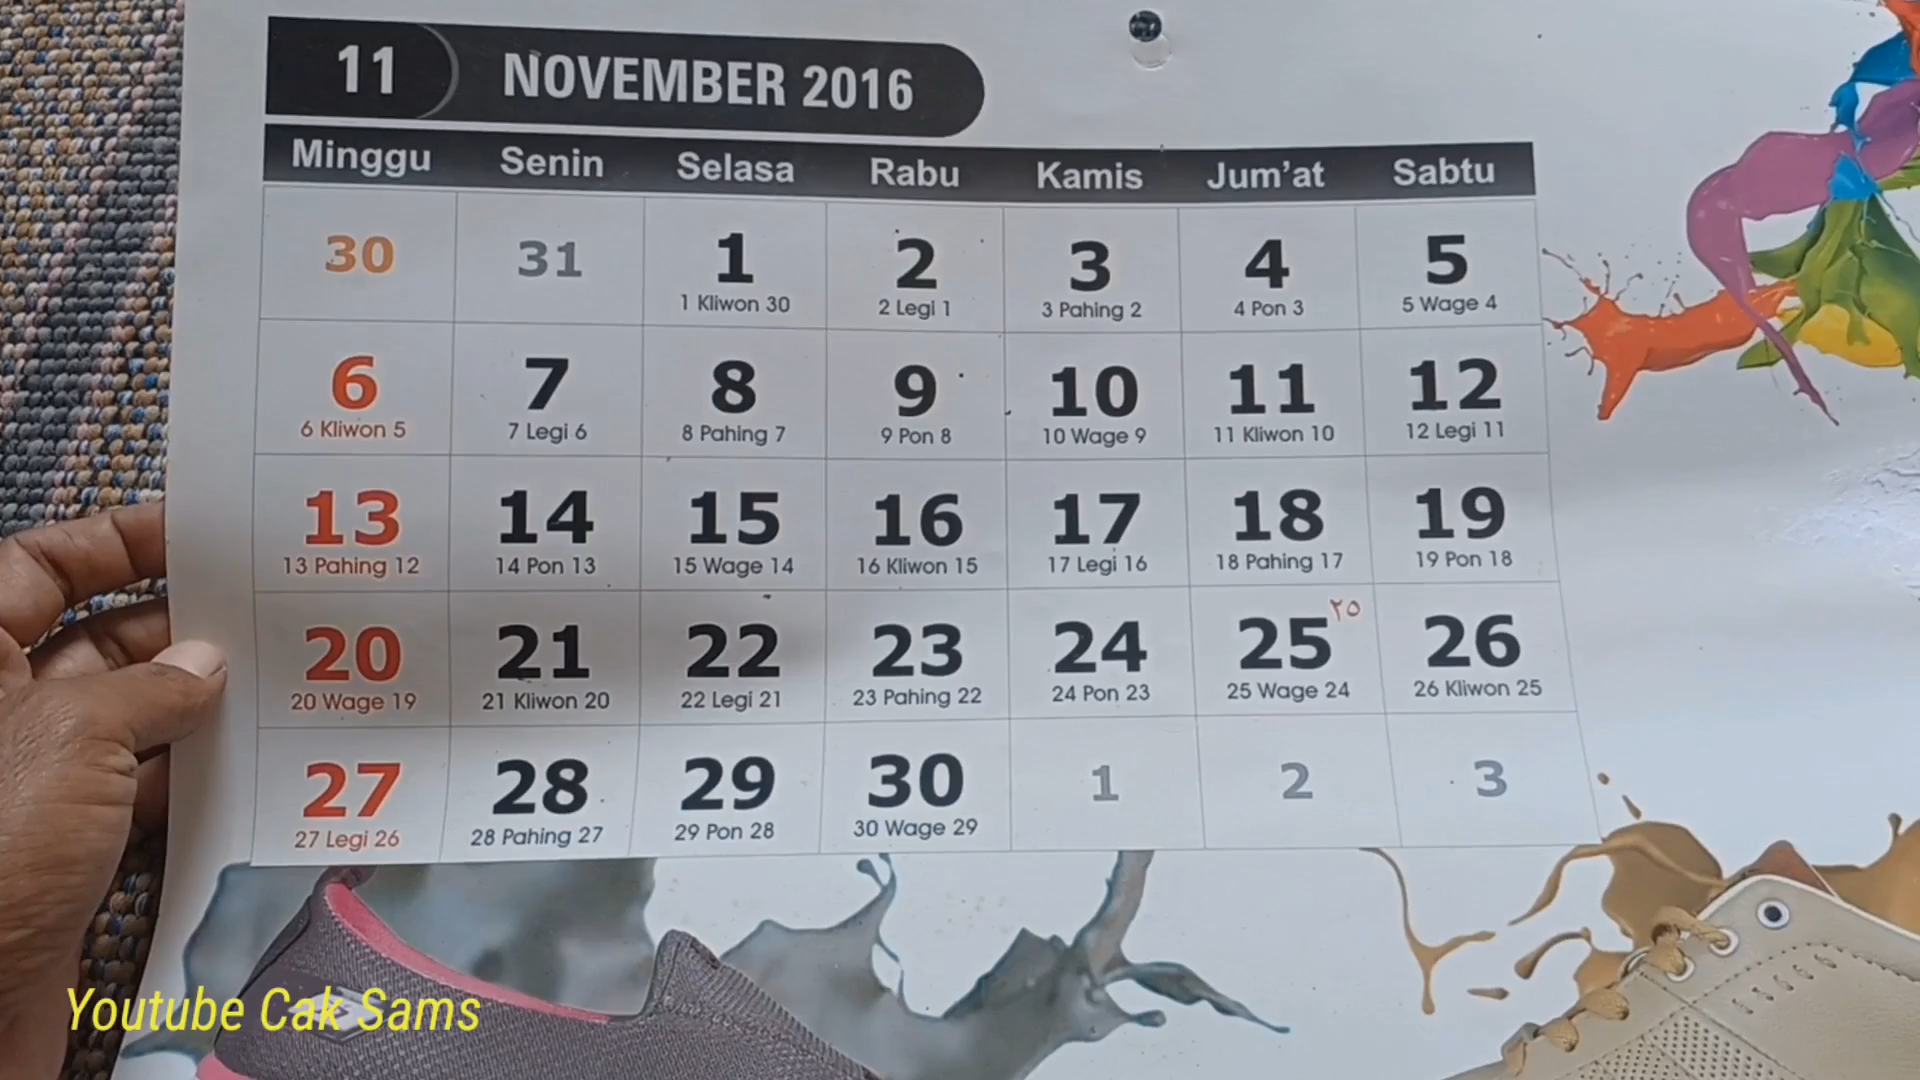 11 NOVEMBER 2016
Minggu Senin Selasa Rabu Kamis Jum'at Sabtu
30 31 1 2 3 4 5
1 Kliwon 30 2 Legi 1 3 Pahing 2 4 Pon 3 5 Wage 4
6 7 8 9 10 11 12
6 Kliwon 5 7 Legi 6 8 Pahing 7 9 Pon 8 10 Wage 9 11 Kliwon 10 12 Legi 11
13 14 15 16 17 18 19
13 Pahing 12 14 Pon 13 15 Wage 14 16 Kliwon 15 17 Legi 16 18 Pahing 17 19 Pon 18
20 21 22 23 24 25 ٢٥ 26
20 Wage 19 21 Kliwon 20 22 Legi 21 23 Pahing 22 24 Pon 23 25 Wage 24 26 Kliwon 25
27 28 29 30 1 2 3
27 Legi 26 28 Pahing 27 29 Pon 28 30 Wage 29
Youtube Cak Sams